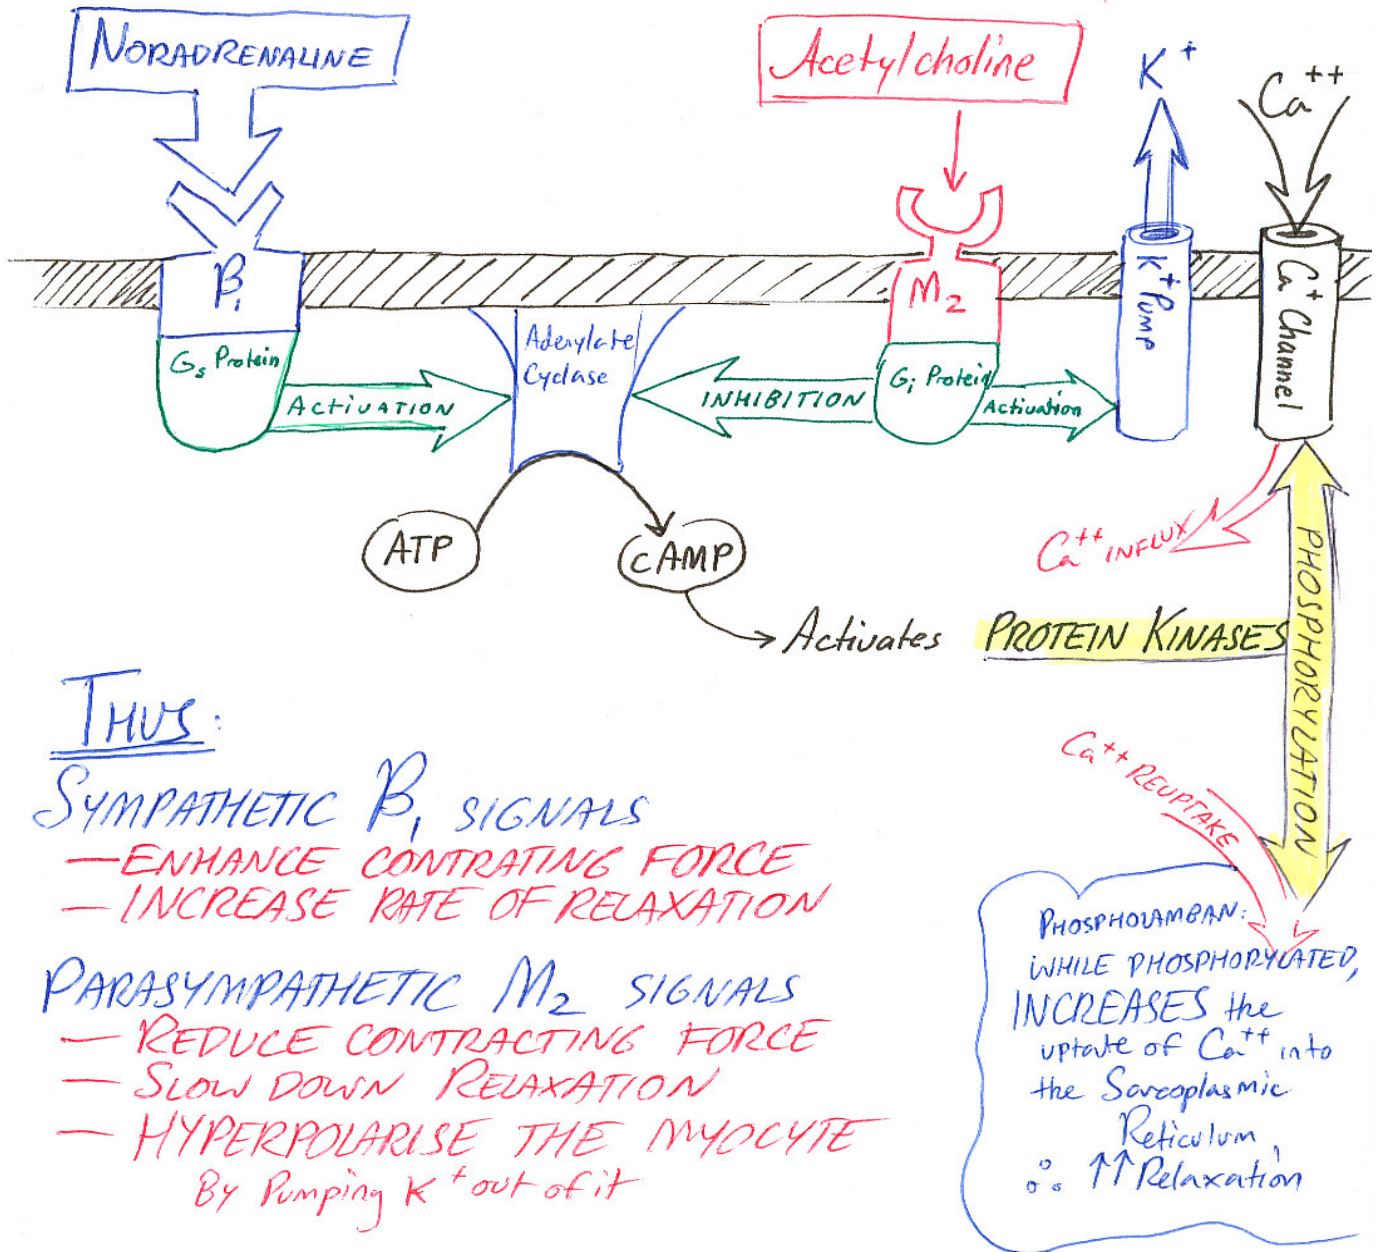 NORADRENALINE
Acetylcholine
K+
Ca++
β1
M2
K+ PUMP
Ca+ Channel
Gs Protein
ACTIVATION
Adenylate
Cyclase
INHIBITION
Gi Protein
Activation
ATP
cAMP
Ca++ INFLUX
Activates PROTEIN KINASES
PHOSPHORYLATION
Ca++ REUPTAKE
THUS:
SYMPATHETIC β1 SIGNALS
— ENHANCE CONTRATING FORCE
— INCREASE RATE OF RELAXATION
PARASYMPATHETIC M2 SIGNALS
— REDUCE CONTRACTING FORCE
— SLOW DOWN RELAXATION
— HYPERPOLARISE THE MYOCYTE
By Pumping K+ out of it
PHOSPHOLAMBAN:
WHILE PHOSPHORYLATED,
INCREASES the
uptate of Ca++ into
the Sarcoplasmic
Reticulum,
∴ ↑↑ Relaxation